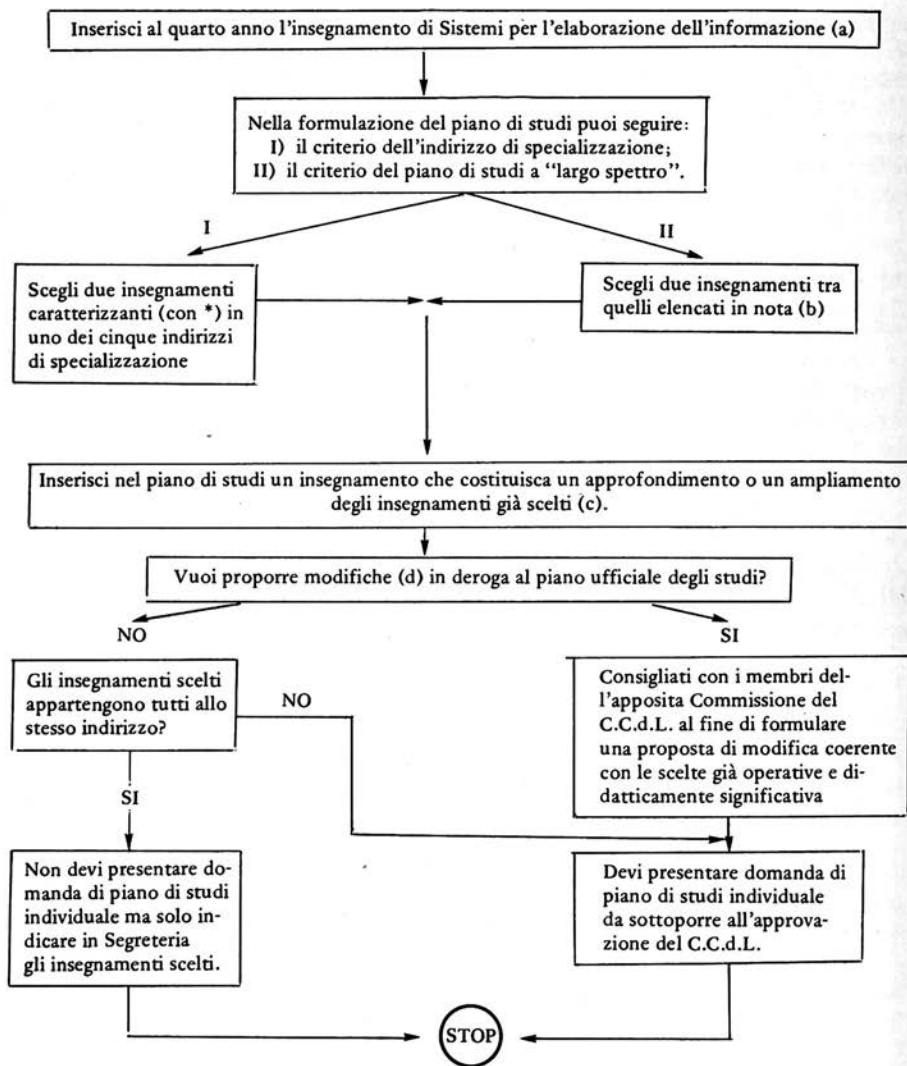 Inserisci al quarto anno l'insegnamento di Sistemi per l'elaborazione dell'informazione (a)
Nella formulazione del piano di studi puoi seguire:
I) il criterio dell'indirizzo di specializzazione;
II) il criterio del piano di studi a “largo spettro”.
I
II
Scegli due insegnamenti
caratterizzanti (con *) in
uno dei cinque indirizzi
di specializzazione
Scegli due insegnamenti tra
quelli elencati in nota (b)
Inserisci nel piano di studi un insegnamento che costituisca un approfondimento o un ampliamento
degli insegnamenti già scelti (c).
Vuoi proporre modifiche (d) in deroga al piano ufficiale degli studi?
NO
SI
Gli insegnamenti scelti
appartengono tutti allo
stesso indirizzo?
NO
Consigliati con i membri del-
l'apposita Commissione del
C.C.d.L. al fine di formulare
una proposta di modifica coerente
con le scelte già operative e di-
datticamente significativa
SI
Non devi presentare do-
manda di piano di studi
individuale ma solo in-
dicare in Segreteria
gli insegnamenti scelti.
Devi presentare domanda di
piano di studi individuale
da sottoporre all'approva-
zione del C.C.d.L.
STOP